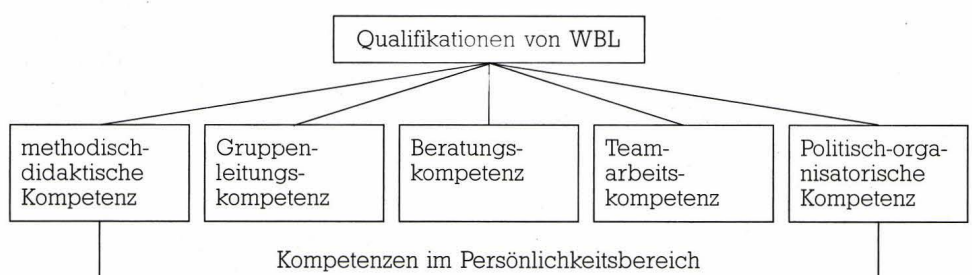 Qualifikationen von WBL
methodisch-
didaktische
Kompetenz
Gruppen-
leitungs-
kompetenz
Beratungs-
kompetenz
Team-
arbeits-
kompetenz
Politisch-orga-
nisatorische
Kompetenz
Kompetenzen im Persönlichkeitsbereich